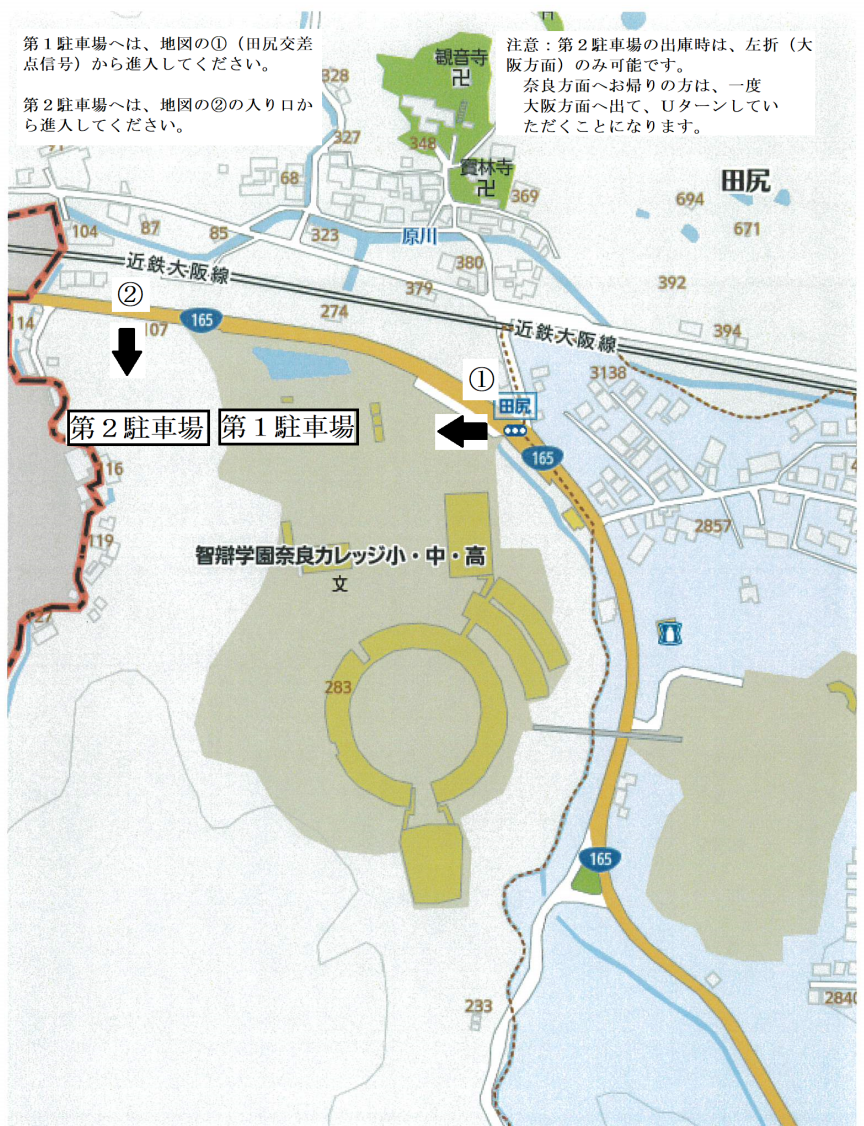 第１駐車場へは、地図の①（田尻交差
点信号）から進入してください。
第２駐車場へは、地図の②の入り口か
ら進入してください。
注意：第２駐車場の出庫時は、左折（大
阪方面）のみ可能です。
奈良方面へお帰りの方は、一度
大阪方面へ出て、Ｕターンしてい
ただくことになります。
観音寺
328
327
348
寳林寺
68
369
田尻
694
671
104
87
85
323
原川
近鉄大阪線
380
379
392
②
14
107
165
274
近鉄大阪線
394
①
3138
田尻
第２駐車場
第１駐車場
165
16
2857
119
智辯学園奈良カレッジ小・中・高
文
27
283
165
233
2840